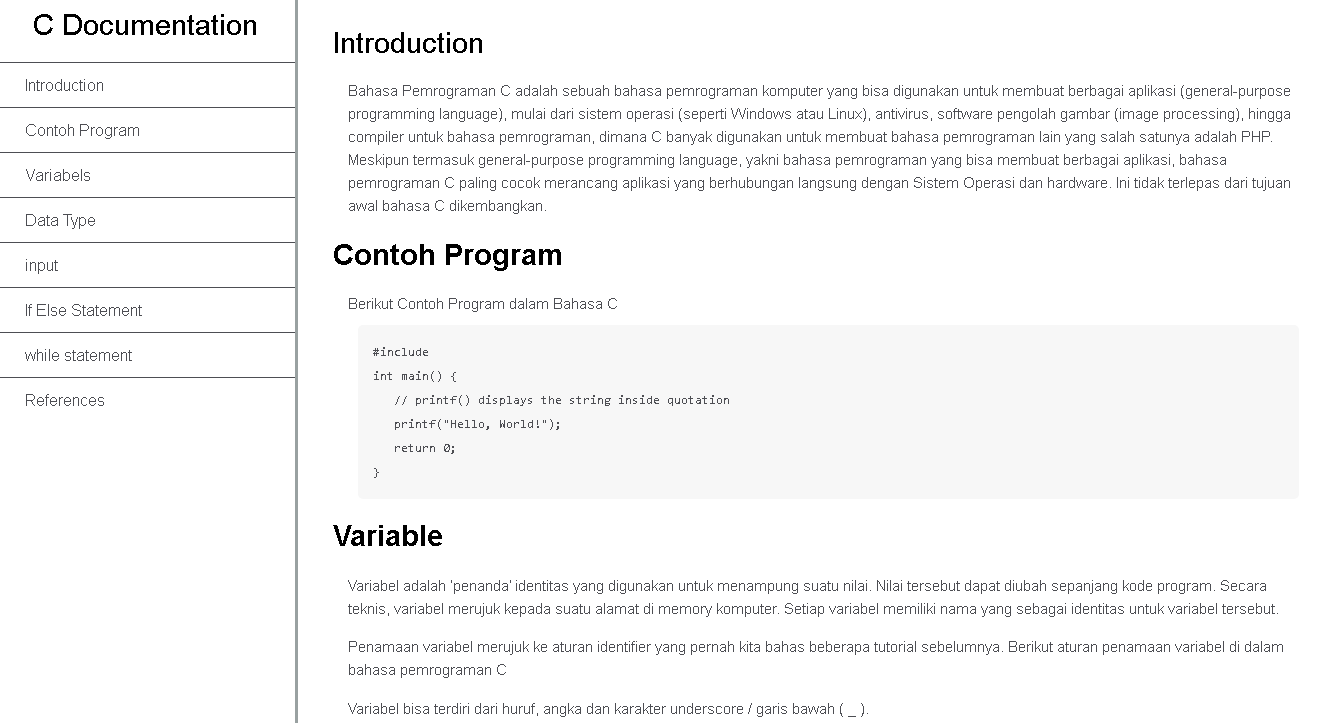 C Documentation
Introduction
Contoh Program
Variabels
Data Type
input
If Else Statement
while statement
References
Introduction
Bahasa Pemrograman C adalah sebuah bahasa pemrograman komputer yang bisa digunakan untuk membuat berbagai aplikasi (general-purpose
programming language), mulai dari sistem operasi (seperti Windows atau Linux), antivirus, software pengolah gambar (image processing), hingga
compiler untuk bahasa pemrograman, dimana C banyak digunakan untuk membuat bahasa pemrograman lain yang salah satunya adalah PHP.
Meskipun termasuk general-purpose programming language, yakni bahasa pemrograman yang bisa membuat berbagai aplikasi, bahasa
pemrograman C paling cocok merancang aplikasi yang berhubungan langsung dengan Sistem Operasi dan hardware. Ini tidak terlepas dari tujuan
awal bahasa C dikembangkan.
Contoh Program
Berikut Contoh Program dalam Bahasa C
#include
int main() {
// printf() displays the string inside quotation
printf("Hello, World!");
return 0;
}
Variable
Variabel adalah 'penanda' identitas yang digunakan untuk menampung suatu nilai. Nilai tersebut dapat diubah sepanjang kode program. Secara
teknis, variabel merujuk kepada suatu alamat di memory komputer. Setiap variabel memiliki nama yang sebagai identitas untuk variabel tersebut.
Penamaan variabel merujuk ke aturan identifier yang pernah kita bahas beberapa tutorial sebelumnya. Berikut aturan penamaan variabel di dalam
bahasa pemrograman C
Variabel bisa terdiri dari huruf, angka dan karakter underscore / garis bawah ( _ ).